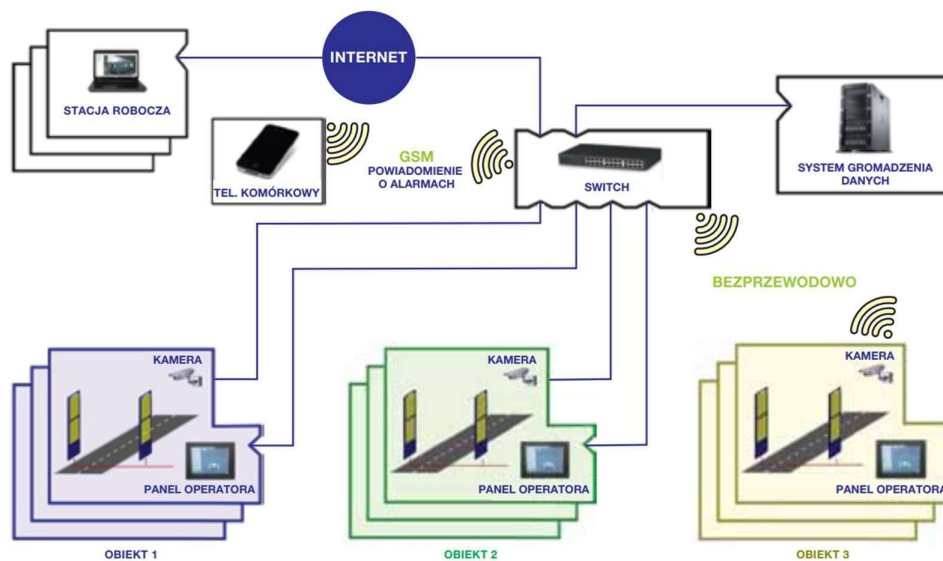 INTERNET
STACJA ROBOCZA
TEL. KOMÓRKOWY
GSM
POWIADOMIENIE
O ALARMACH
SWITCH
SYSTEM GROMADZENIA
DANYCH
BEZPRZEWODOWO
KAMERA
PANEL OPERATORA
OBIEKT 1
KAMERA
PANEL OPERATORA
OBIEKT 2
KAMERA
PANEL OPERATORA
OBIEKT 3